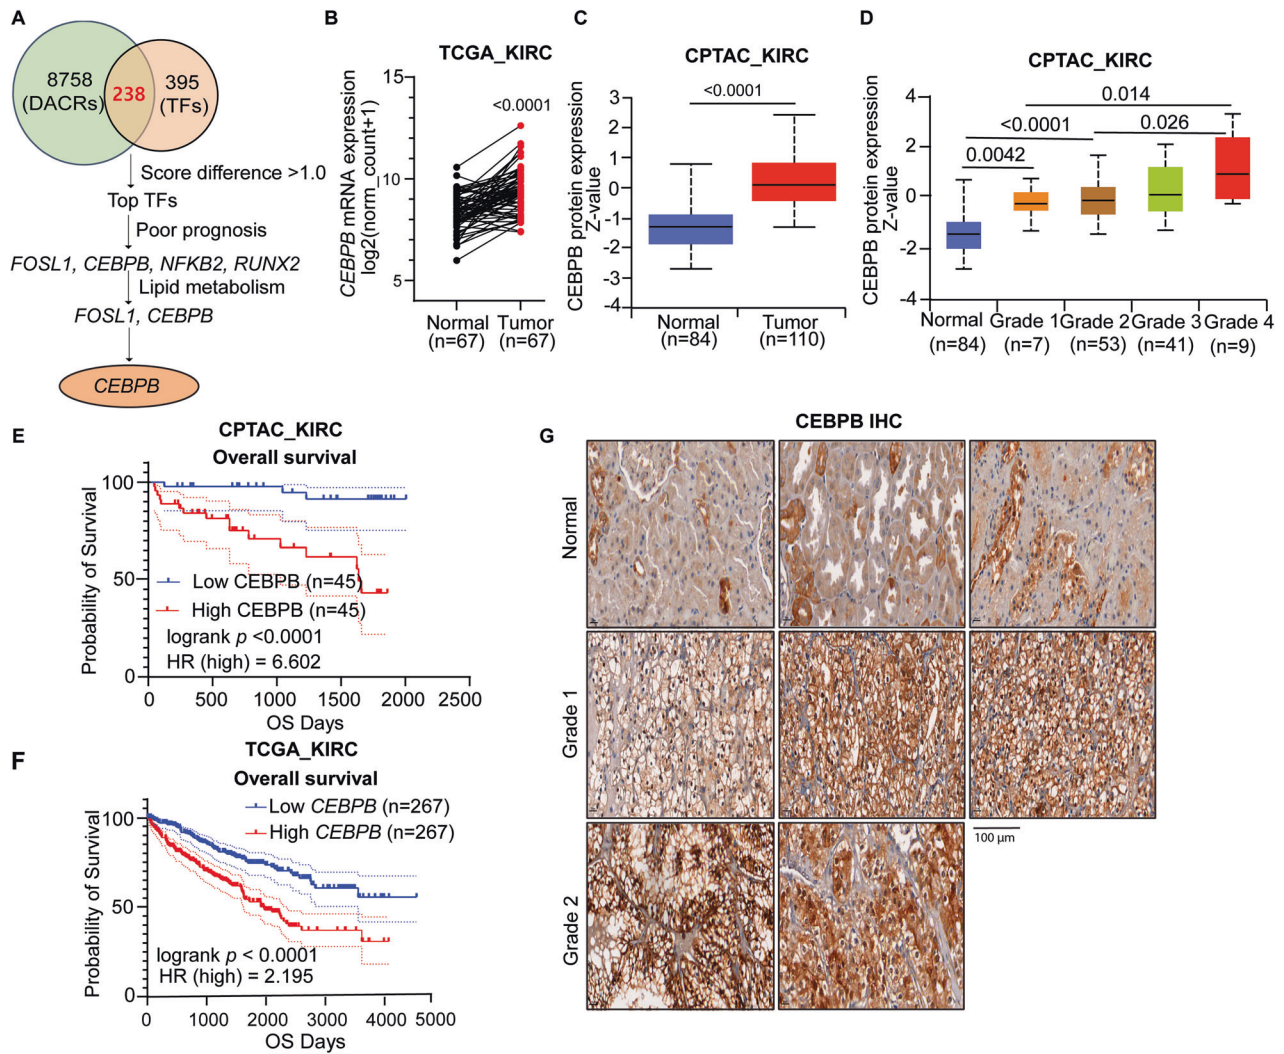 A
8758
(DACRs)
238
395
(TFs)
Score difference >1.0
Top TFs
Poor prognosis
FOSL1, CEBPB, NFKB2, RUNX2
Lipid metabolism
FOSL1, CEBPB
CEBPB
B
TCGA_KIRC
<0.0001
CEBPB mRNA expression
log2(norm_count+1)
15
10
5
Normal
(n=67)
Tumor
(n=67)
C
CPTAC_KIRC
<0.0001
CEBPB protein expression
Z-value
3
2
1
0
-1
-2
-3
-4
Normal
(n=84)
Tumor
(n=110)
D
CPTAC_KIRC
0.014
<0.0001
0.026
0.0042
CEBPB protein expression
Z-value
4
2
0
-2
-4
Normal
(n=84)
Grade 1
(n=7)
Grade 2
(n=53)
Grade 3
(n=41)
Grade 4
(n=9)
E
CPTAC_KIRC
Overall survival
Probability of Survival
100
50
0
Low CEBPB (n=45)
High CEBPB (n=45)
logrank p <0.0001
HR (high) = 6.602
0
500
1000
1500
2000
2500
OS Days
F
TCGA_KIRC
Overall survival
Low CEBPB (n=267)
High CEBPB (n=267)
Probability of Survival
100
50
0
logrank p < 0.0001
HR (high) = 2.195
0
1000
2000
3000
4000
5000
OS Days
G
CEBPB IHC
Normal
Grade 1
Grade 2
100 µm